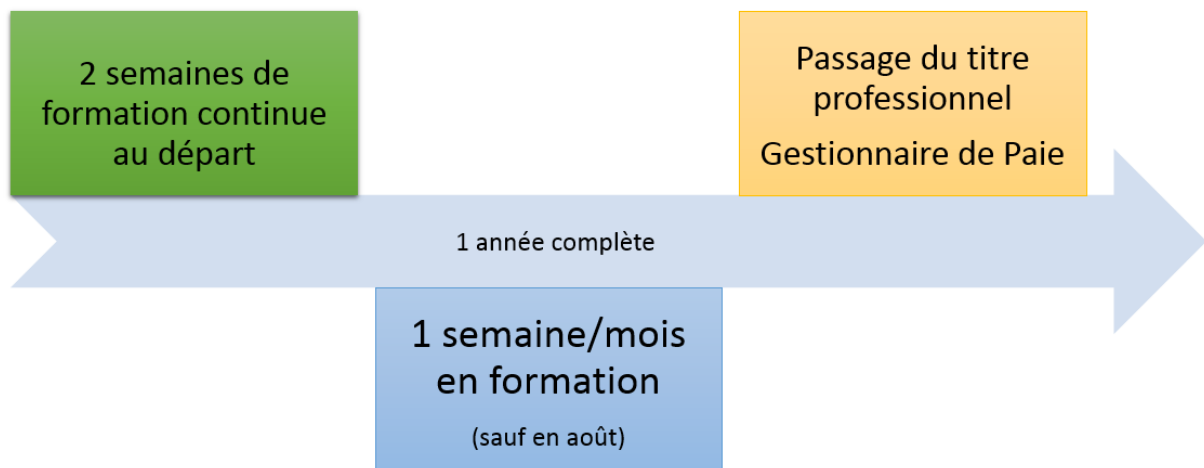 2 semaines de
formation continue
au départ
Passage du titre
professionnel
Gestionnaire de Paie
1 année complète
1 semaine/mois
en formation
(sauf en août)